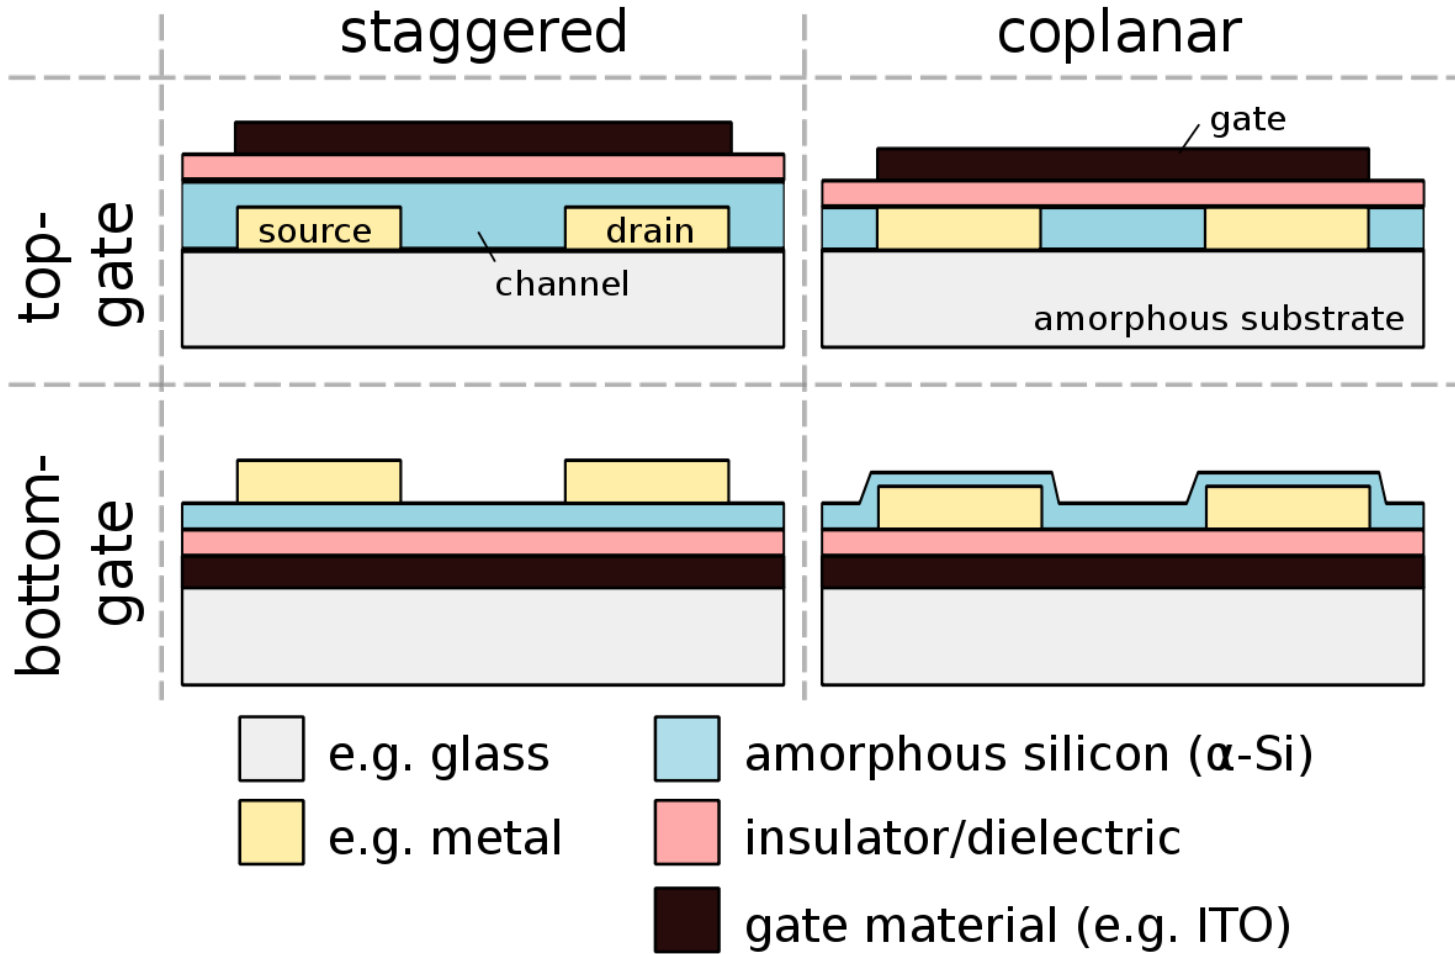 staggered
coplanar
top-
gate
source
drain
channel
gate
amorphous substrate
bottom-
gate
e.g. glass
e.g. metal
amorphous silicon (α-Si)
insulator/dielectric
gate material (e.g. ITO)